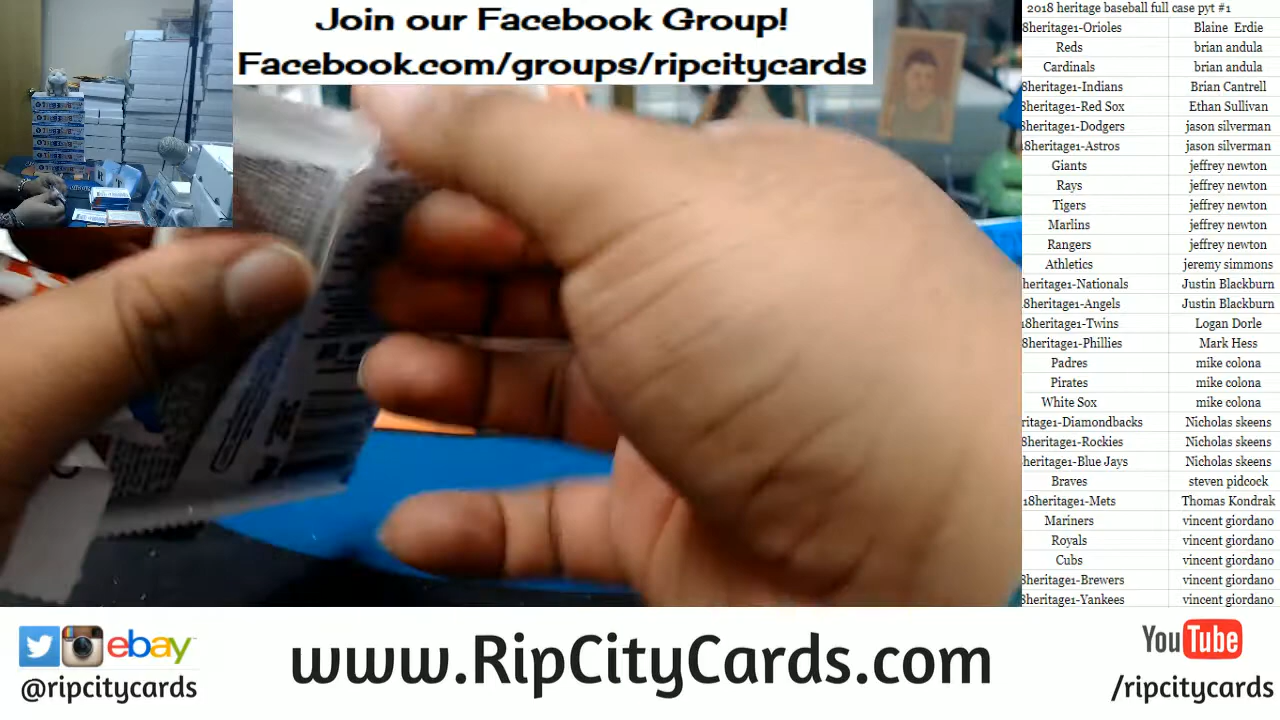 Join our Facebook Group!
Facebook.com/groups/ripcitycards
2018 heritage baseball full case pyt #1
8heritage1-Orioles Blaine Erdie
Reds brian andula
Cardinals brian andula
8heritage1-Indians Brian Cantrell
8heritage1-Red Sox Ethan Sullivan
8heritage1-Dodgers jason silverman
18heritage1-Astros jason silverman
Giants jeffrey newton
Rays jeffrey newton
Tigers jeffrey newton
Marlins jeffrey newton
Rangers jeffrey newton
Athletics jeremy simmons
heritage1-Nationals Justin Blackburn
18heritage1-Angels Justin Blackburn
18heritage1-Twins Logan Dorle
8heritage1-Phillies Mark Hess
Padres mike colona
Pirates mike colona
White Sox mike colona
ritage1-Diamondbacks Nicholas skeens
8heritage1-Rockies Nicholas skeens
heritage1-Blue Jays Nicholas skeens
Braves steven pidcock
18heritage1-Mets Thomas Kondrak
Mariners vincent giordano
Royals vincent giordano
Cubs vincent giordano
8heritage1-Brewers vincent giordano
8heritage1-Yankees vincent giordano
ebay
@ripcitycards
www.RipCityCards.com
YouTube
/ripcitycards